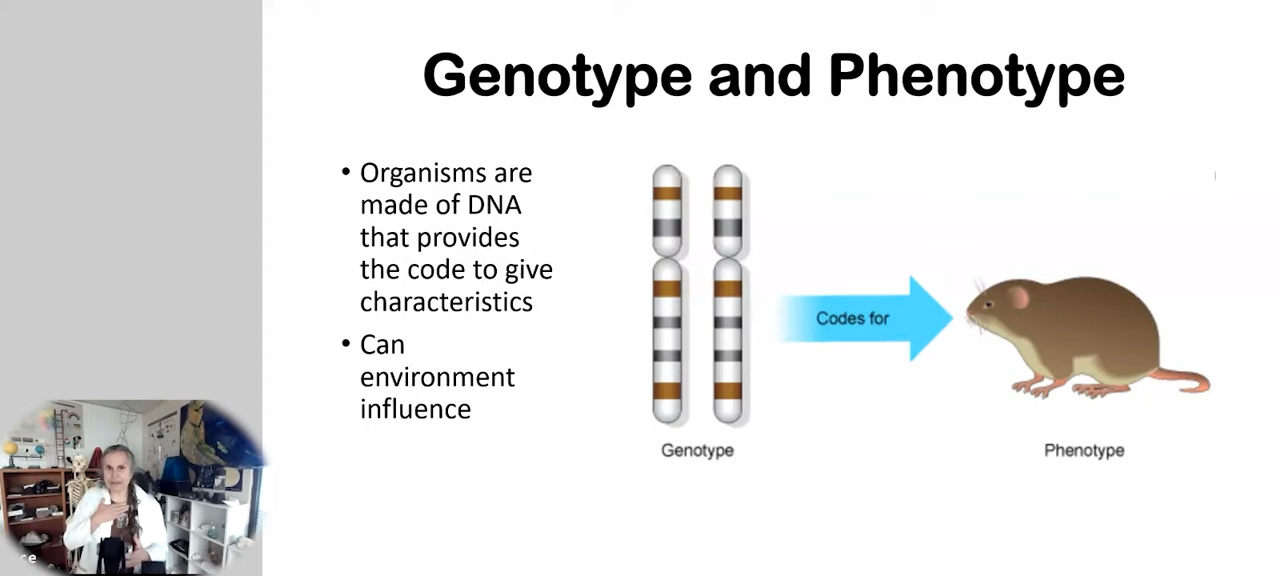 Genotype and Phenotype
• Organisms are
made of DNA
that provides
the code to give
characteristics
• Can
environment
influence
Codes for
Genotype
Phenotype